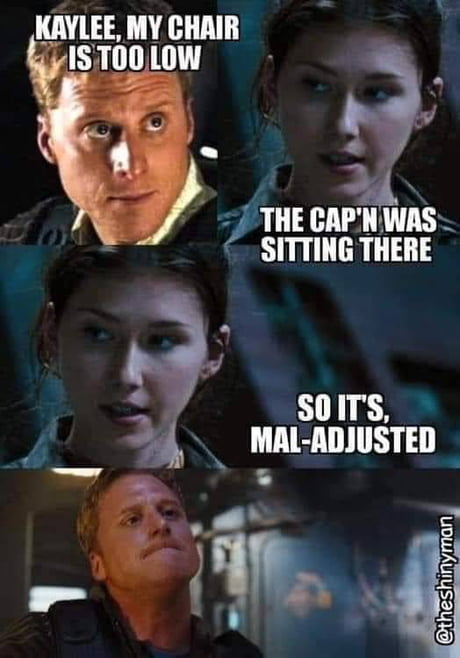 KAYLEE, MY CHAIR
IS TOO LOW
THE CAP'N WAS
SITTING THERE
SO IT'S,
MAL-ADJUSTED
@theshinyman